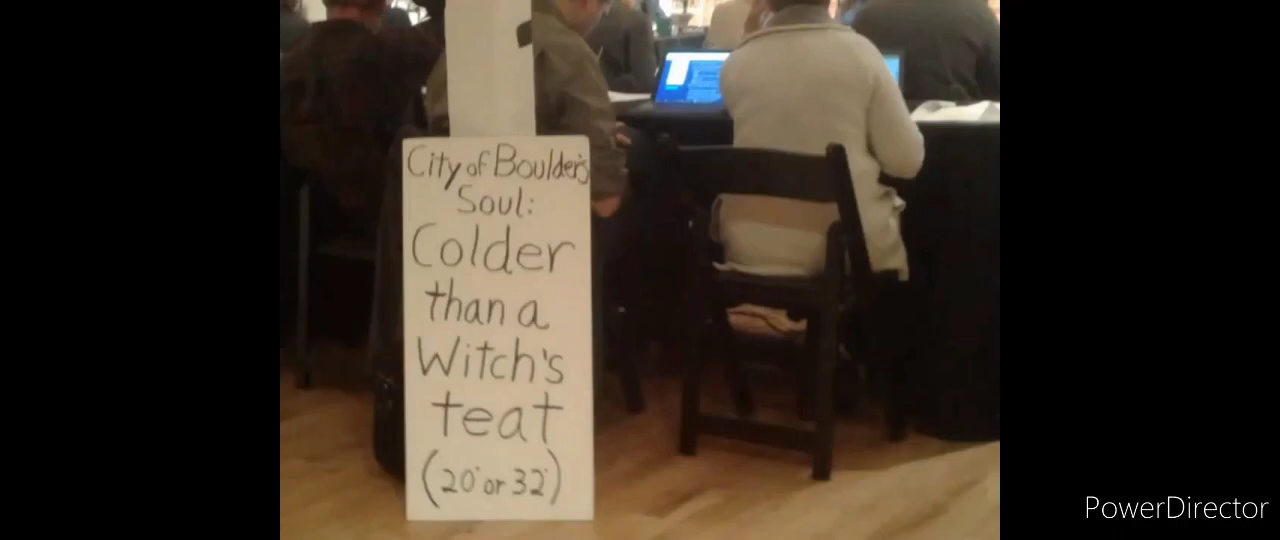 City of Boulder's
Soul:
Colder
than a
Witch's
teat
(20° or 32°)
PowerDirector